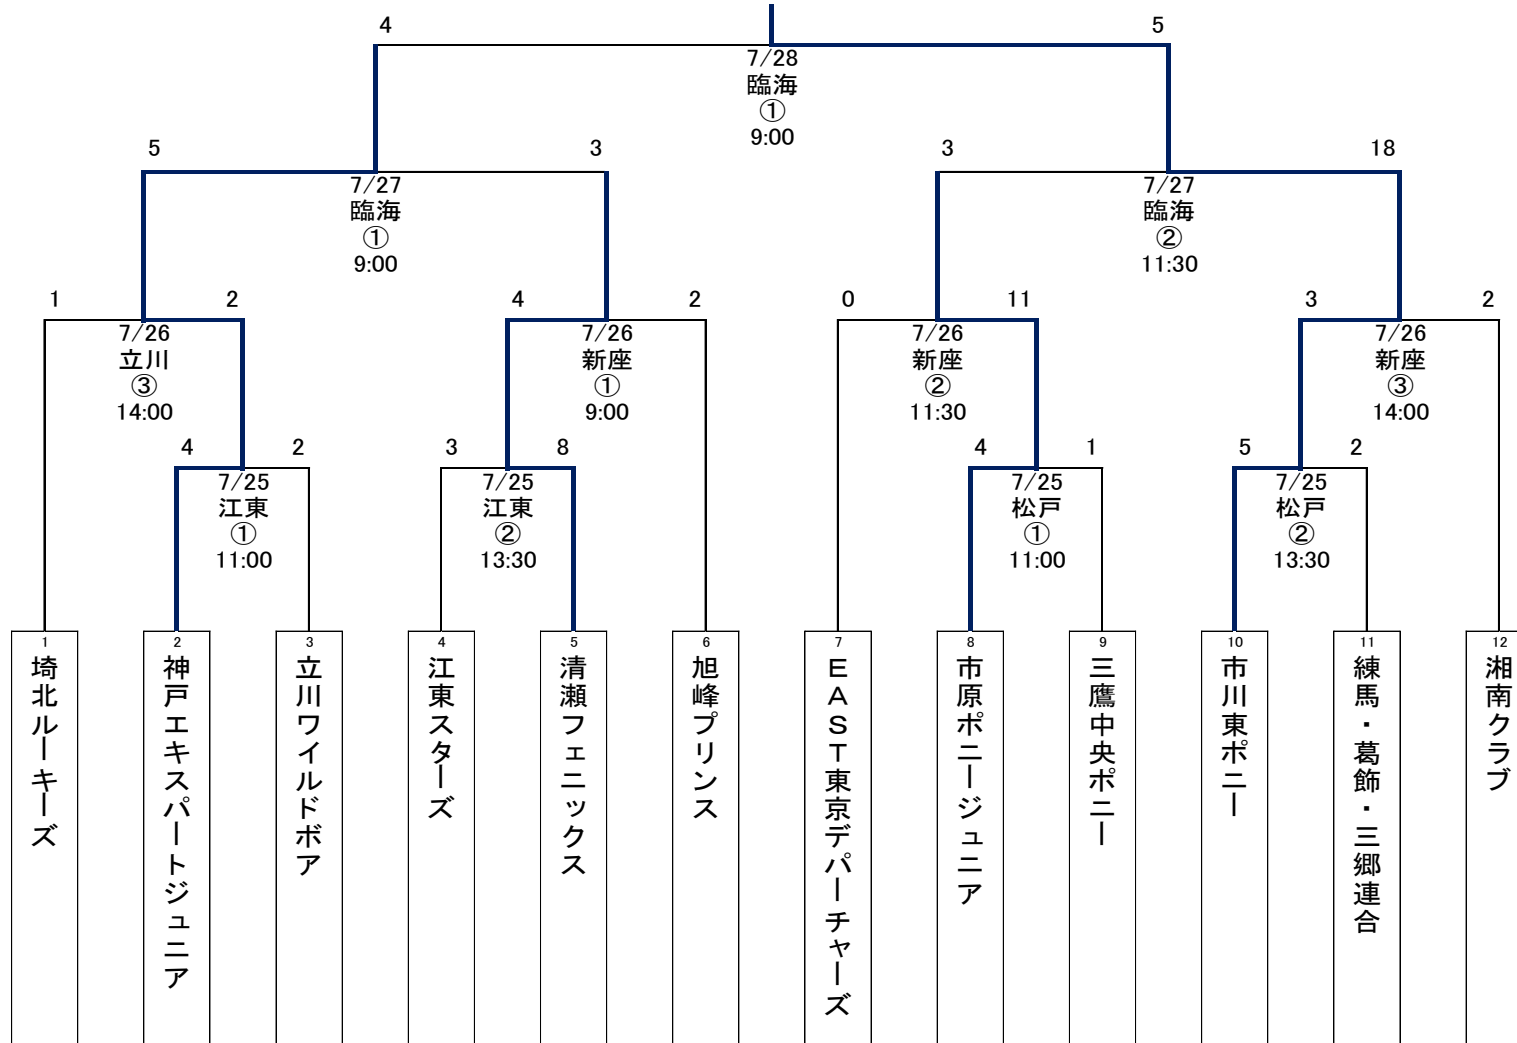 4
5
7/28
臨海
①
9:00
5
3
3
18
7/27
臨海
①
9:00
7/27
臨海
②
11:30
1
2
4
2
0
11
3
2
7/26
立川
③
14:00
7/26
新座
①
9:00
7/26
新座
②
11:30
7/26
新座
③
14:00
4
2
3
8
4
1
5
2
7/25
江東
①
11:00
7/25
江東
②
13:30
7/25
松戸
①
11:00
7/25
松戸
②
13:30
1
埼北ルーキーズ
2
神戸エキスパートジュニア
3
立川ワイルドボア
4
江東スターズ
5
清瀬フェニックス
6
旭峰プリンス
7
ＥＡＳＴ東京デパーチャーズ
8
市原ポニージュニア
9
三鷹中央ポニー
10
市川東ポニー
11
練馬・葛飾・三郷連合
12
湘南クラブ